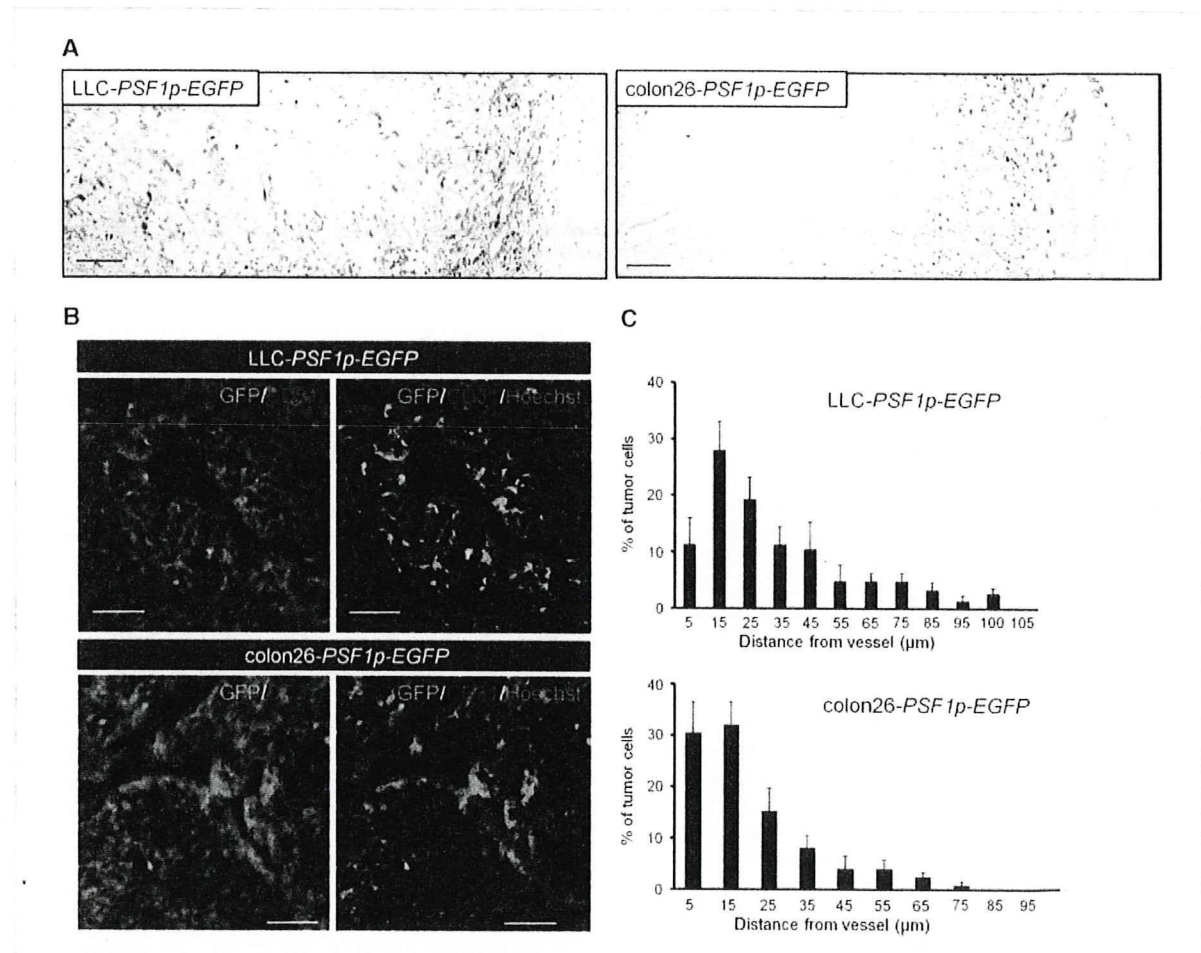 A
LLC-PSF1p-EGFP
colon26-PSF1p-EGFP
B
LLC-PSF1p-EGFP
GFP/
GFP/ /Hoechst
colon26-PSF1p-EGFP
GFP/
GFP/ /Hoechst
C
40
30
20
10
0
% of tumor cells
LLC-PSF1p-EGFP
5 15 25 35 45 55 65 75 85 95 100 105
Distance from vessel (µm)
40
30
20
10
0
% of tumor cells
colon26-PSF1p-EGFP
5 15 25 35 45 55 65 75 85 95
Distance from vessel (µm)